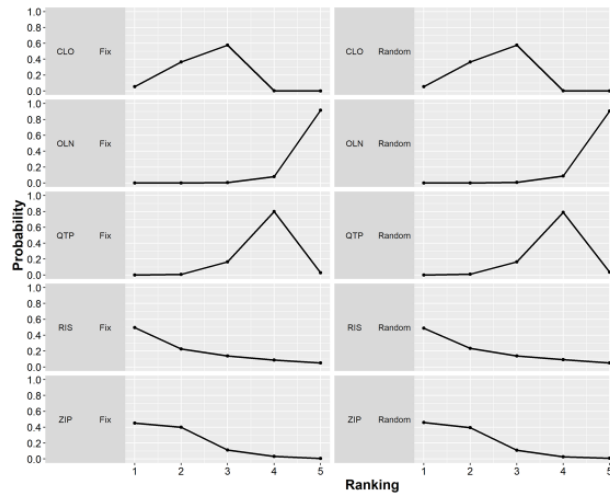 1.0
0.8
0.6
0.4
0.2
0.0
CLO Fix
CLO Random
1.0
0.8
0.6
0.4
0.2
0.0
OLN Fix
OLN Random
1.0
0.8
0.6
0.4
0.2
0.0
QTP Fix
QTP Random
1.0
0.8
0.6
0.4
0.2
0.0
RIS Fix
RIS Random
1.0
0.8
0.6
0.4
0.2
0.0
ZIP Fix
ZIP Random
Probability
1 2 3 4 5
1 2 3 4 5
Ranking